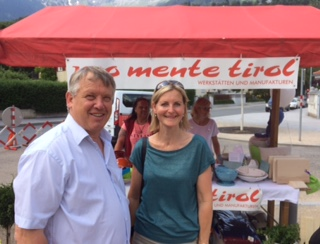 mente tirol
WERKSTÄTTEN UND MANUFAKTUREN
tirol